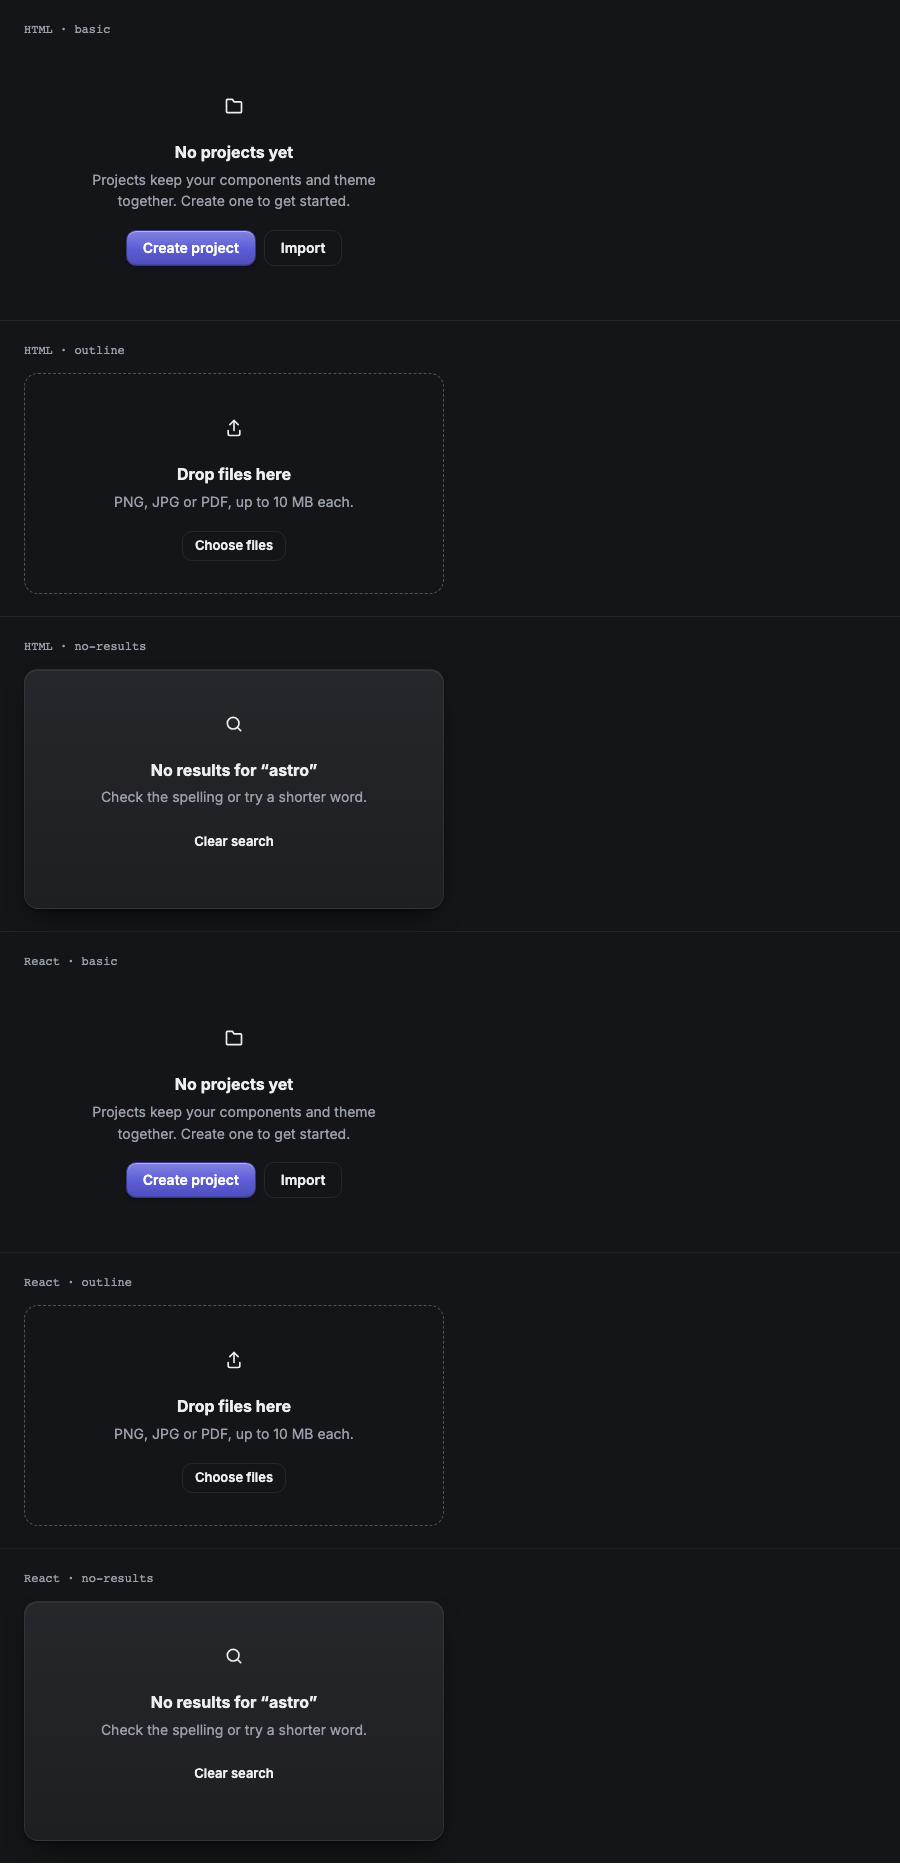 HTML · basic
No projects yet
Projects keep your components and theme
together. Create one to get started.
Create project
Import
HTML · outline
Drop files here
PNG, JPG or PDF, up to 10 MB each.
Choose files
HTML · no-results
No results for “astro”
Check the spelling or try a shorter word.
Clear search
React · basic
No projects yet
Projects keep your components and theme
together. Create one to get started.
Create project
Import
React · outline
Drop files here
PNG, JPG or PDF, up to 10 MB each.
Choose files
React · no-results
No results for “astro”
Check the spelling or try a shorter word.
Clear search